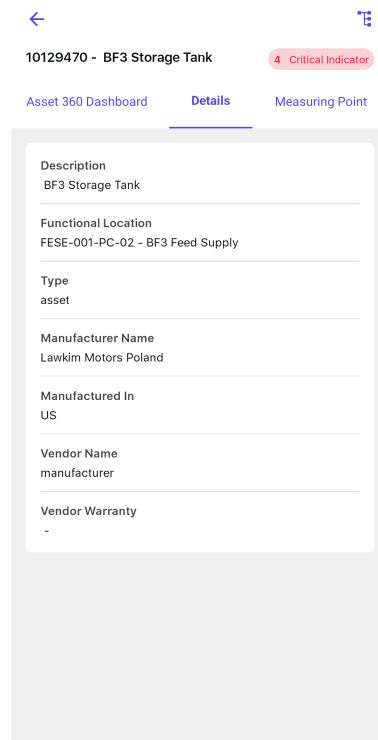 10129470 -  BF3 Storage Tank
4 Critical Indicator
Asset 360 Dashboard
Details
Measuring Point
Description
BF3 Storage Tank
Functional Location
FESE-001-PC-02 - BF3 Feed Supply
Type
asset
Manufacturer Name
Lawkim Motors Poland
Manufactured In
US
Vendor Name
manufacturer
Vendor Warranty
-